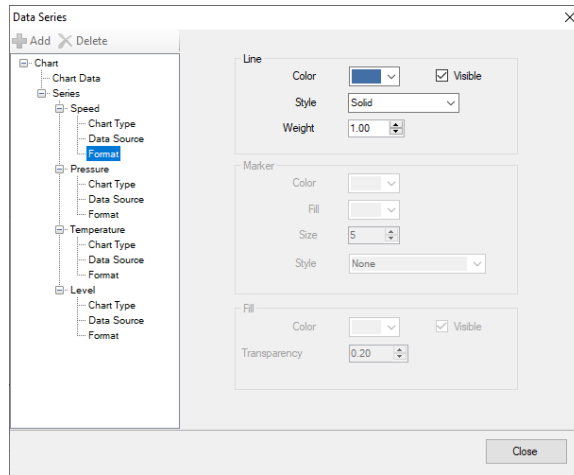 Data Series
Add Delete
Chart
Chart Data
Series
Speed
Chart Type
Data Source
Format
Pressure
Chart Type
Data Source
Format
Temperature
Chart Type
Data Source
Format
Level
Chart Type
Data Source
Format
Line
Color Visible
Style Solid
Weight 1.00
Marker
Color
Fill
Size 5
Style None
Fill
Color Visible
Transparency 0.20
Close